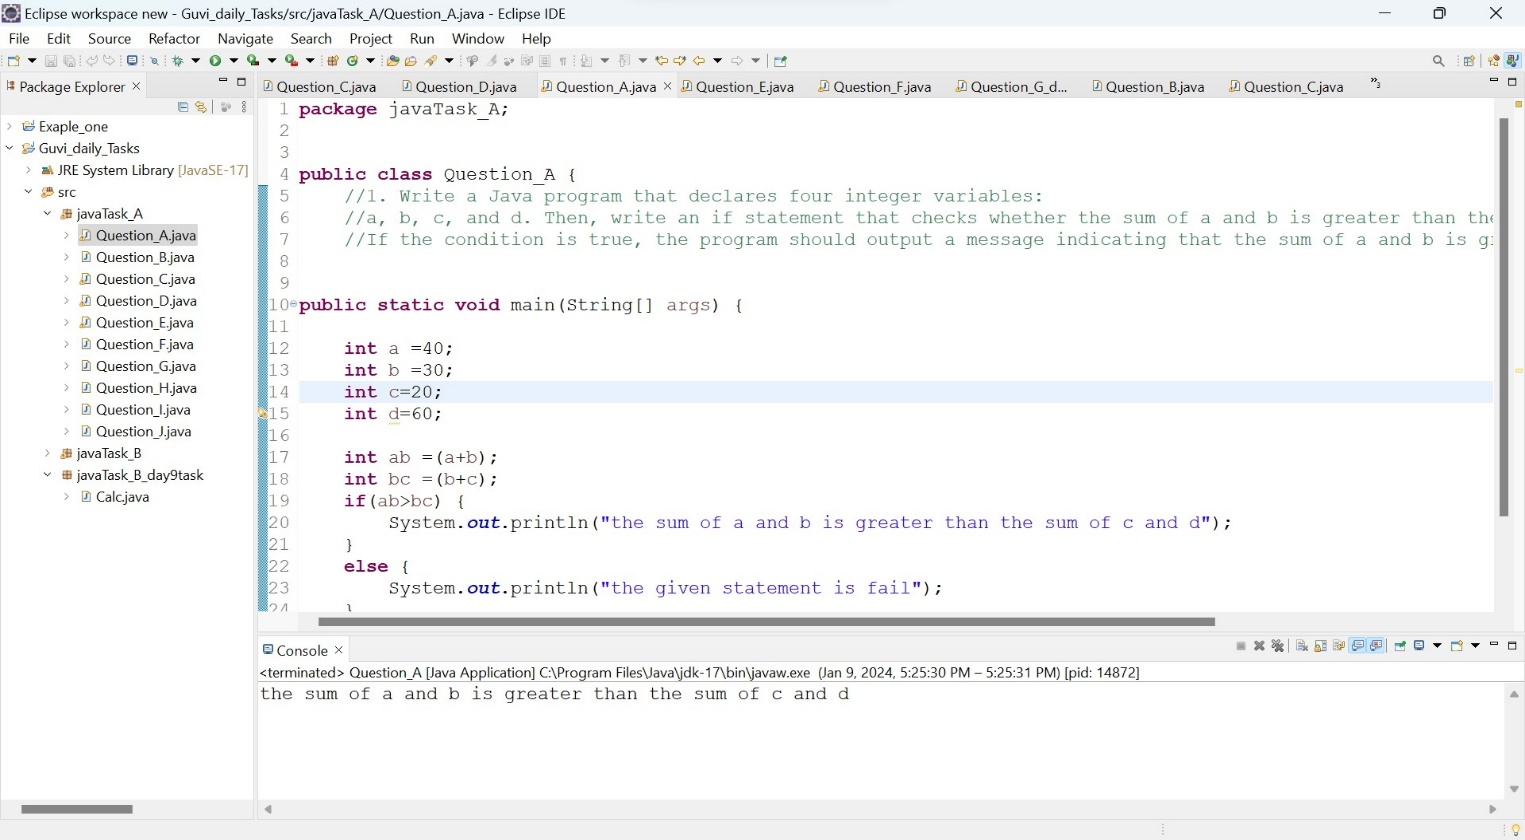 Eclipse workspace new - Guvi_daily_Tasks/src/javaTask_A/Question_A.java - Eclipse IDE
File Edit Source Refactor Navigate Search Project Run Window Help
Package Explorer
Exaple_one
Guvi_daily_Tasks
JRE System Library [JavaSE-17]
src
javaTask_A
Question_A.java
Question_B.java
Question_C.java
Question_D.java
Question_E.java
Question_F.java
Question_G.java
Question_H.java
Question_I.java
Question_J.java
javaTask_B
javaTask_B_day9task
Calc.java
Question_C.java Question_D.java Question_A.java Question_E.java Question_F.java Question_G_d... Question_B.java Question_C.java »3
1 package javaTask_A;
2
3
4 public class Question_A {
5 //1. Write a Java program that declares four integer variables:
6 //a, b, c, and d. Then, write an if statement that checks whether the sum of a and b is greater than the
7 //If the condition is true, the program should output a message indicating that the sum of a and b is g
8
9
10 public static void main(String[] args) {
11
12 int a =40;
13 int b =30;
14 int c=20;
15 int d=60;
16
17 int ab =(a+b);
18 int bc =(b+c);
19 if(ab>bc) {
20 System.out.println("the sum of a and b is greater than the sum of c and d");
21 }
22 else {
23 System.out.println("the given statement is fail");
24 }
Console
<terminated> Question_A [Java Application] C:\Program Files\Java\jdk-17\bin\javaw.exe (Jan 9, 2024, 5:25:30 PM – 5:25:31 PM) [pid: 14872]
the sum of a and b is greater than the sum of c and d